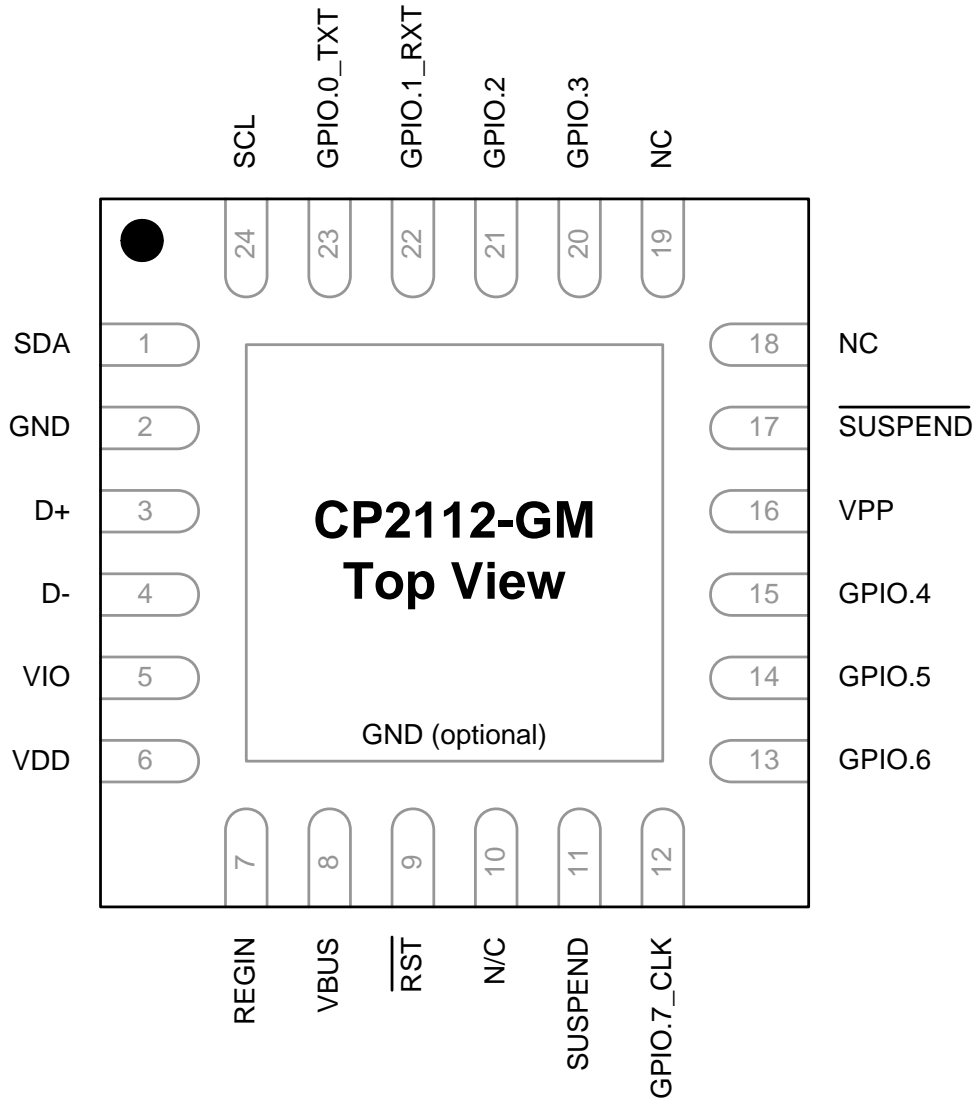 SCL
GPIO.0_TXT
GPIO.1_RXT
GPIO.2
GPIO.3
NC
24
23
22
21
20
19
SDA
1
GND
2
D+
3
D-
4
VIO
5
VDD
6
18
NC
17
SUSPEND
16
VPP
15
GPIO.4
14
GPIO.5
13
GPIO.6
CP2112-GM
Top View
GND (optional)
7
8
9
10
11
12
REGIN
VBUS
RST
N/C
SUSPEND
GPIO.7_CLK